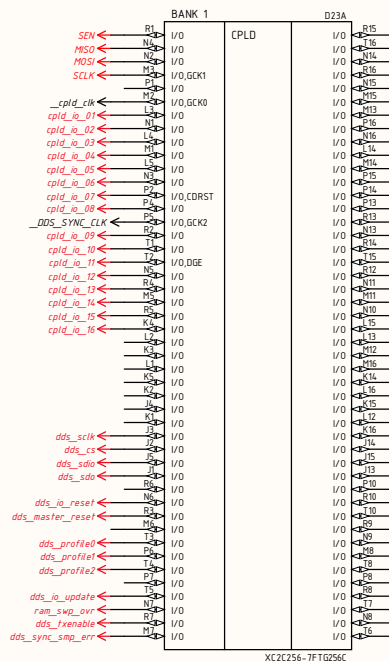 BANK 1 D23A
CPLD
SEN R1 I/O I/O R15
MISO N4 I/O I/O T16
MOSI N2 I/O I/O N14
SCLK M3 I/O,GCK1 I/O R16
P1 I/O I/O N15
__cpld_clk M2 I/O,GCK0 I/O M15
cpld_io_01 L3 I/O I/O M13
cpld_io_02 N1 I/O I/O P16
cpld_io_03 L4 I/O I/O N16
cpld_io_04 M1 I/O I/O L14
cpld_io_05 L5 I/O I/O M14
cpld_io_06 N3 I/O I/O P15
cpld_io_07 P2 I/O,CDRST I/O P14
cpld_io_08 P4 I/O I/O P13
__DDS_SYNC_CLK P5 I/O,GCK2 I/O R13
cpld_io_09 R2 I/O I/O N13
cpld_io_10 T1 I/O I/O R14
cpld_io_11 T2 I/O,DGE I/O T15
cpld_io_12 N5 I/O I/O R12
cpld_io_13 R4 I/O I/O N11
cpld_io_14 M5 I/O I/O M11
cpld_io_15 R5 I/O I/O N10
cpld_io_16 K4 I/O I/O L15
L2 I/O I/O L13
K3 I/O I/O M12
L1 I/O I/O M16
K5 I/O I/O K14
K2 I/O I/O L16
J4 I/O I/O K15
K1 I/O I/O L12
dds_sclk J3 I/O I/O K16
dds_cs J2 I/O I/O J14
dds_sdio J5 I/O I/O J15
dds_sdo J1 I/O I/O J13
R6 I/O I/O P10
dds_io_reset N6 I/O I/O R10
dds_master_reset R3 I/O I/O T10
M6 I/O I/O R9
dds_profile0 T3 I/O I/O N9
dds_profile1 P6 I/O I/O M8
dds_profile2 T4 I/O I/O T8
P7 I/O I/O P8
dds_io_update T5 I/O I/O R8
ram_swp_ovr N7 I/O I/O T7
dds_txenable R7 I/O I/O N8
dds_sync_smp_err M7 I/O I/O T6
XC2C256-7FTG256C